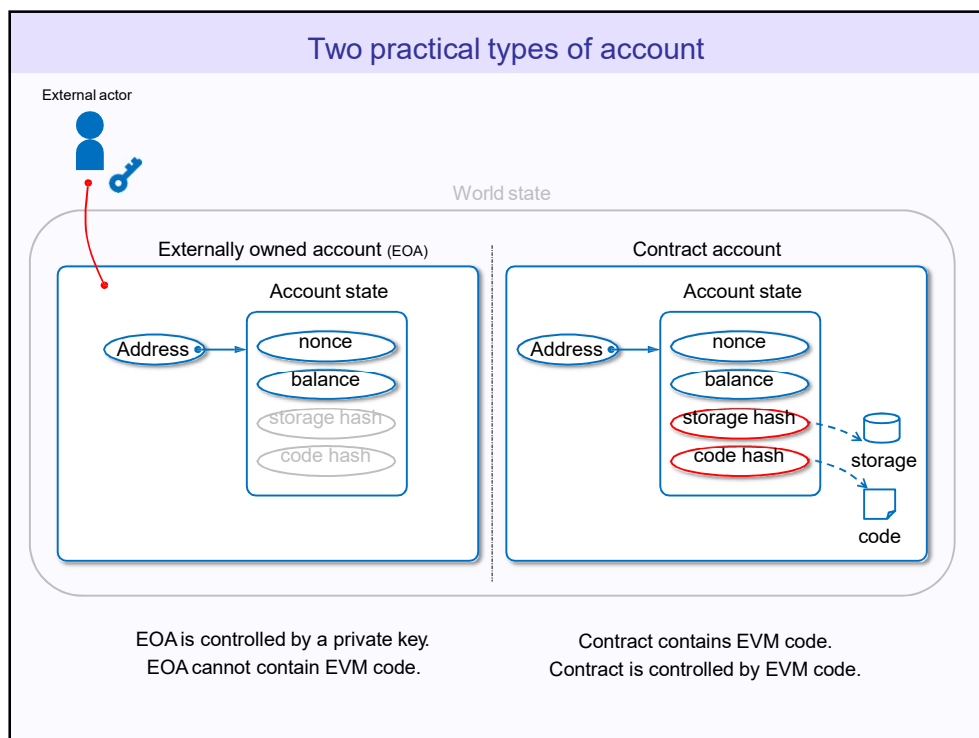 Two practical types of account
External actor
World state
Externally owned account (EOA)
Account state
Address
nonce
balance
storage hash
code hash
Contract account
Account state
Address
nonce
balance
storage hash
code hash
storage
code
EOA is controlled by a private key.
EOA cannot contain EVM code.
Contract contains EVM code.
Contract is controlled by EVM code.